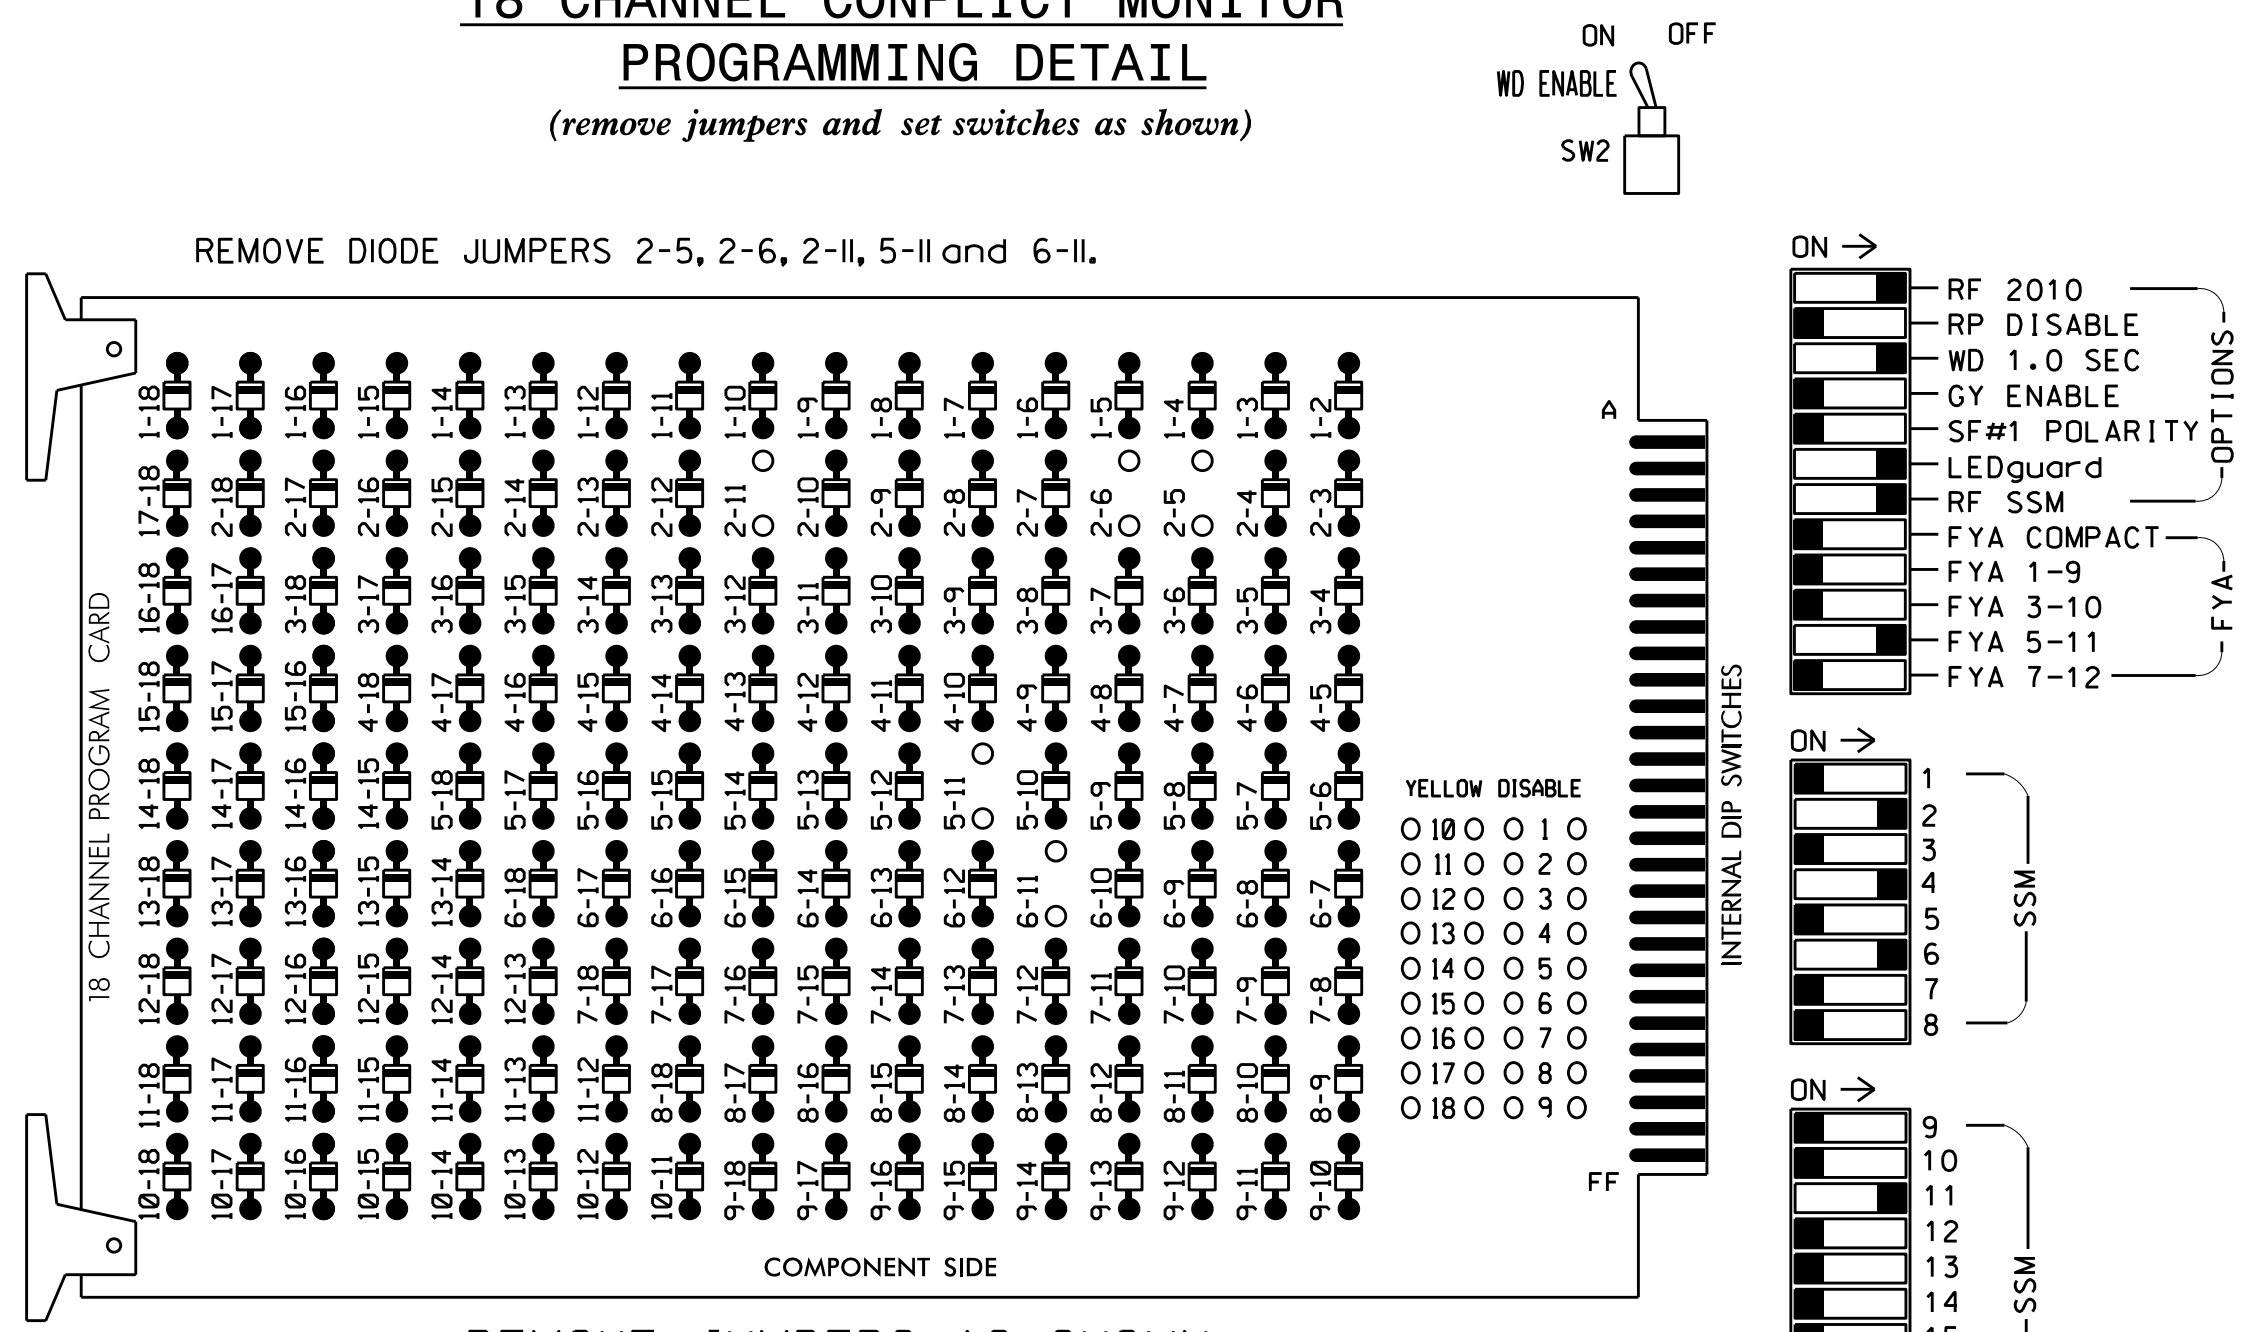 18 CHANNEL CONFLICT MONITOR
PROGRAMMING DETAIL
(remove jumpers and set switches as shown)
ON OFF
WD ENABLE
SW2
REMOVE DIODE JUMPERS 2-5, 2-6, 2-11, 5-11 and 6-11.
18 CHANNEL PROGRAM CARD
1-18 1-17 1-16 1-15 1-14 1-13 1-12 1-11 1-10 1-9 1-8 1-7 1-6 1-5 1-4 1-3 1-2
17-18 2-18 2-17 2-16 2-15 2-14 2-13 2-12 2-11 2-10 2-9 2-8 2-7 2-6 2-5 2-4 2-3
16-18 16-17 3-18 3-17 3-16 3-15 3-14 3-13 3-12 3-11 3-10 3-9 3-8 3-7 3-6 3-5 3-4
15-18 15-17 15-16 4-18 4-17 4-16 4-15 4-14 4-13 4-12 4-11 4-10 4-9 4-8 4-7 4-6 4-5
14-18 14-17 14-16 14-15 5-18 5-17 5-16 5-15 5-14 5-13 5-12 5-11 5-10 5-9 5-8 5-7 5-6
13-18 13-17 13-16 13-15 13-14 6-18 6-17 6-16 6-15 6-14 6-13 6-12 6-11 6-10 6-9 6-8 6-7
12-18 12-17 12-16 12-15 12-14 12-13 7-18 7-17 7-16 7-15 7-14 7-13 7-12 7-11 7-10 7-9 7-8
11-18 11-17 11-16 11-15 11-14 11-13 11-12 8-18 8-17 8-16 8-15 8-14 8-13 8-12 8-11 8-10 8-9
10-18 10-17 10-16 10-15 10-14 10-13 10-12 10-11 9-18 9-17 9-16 9-15 9-14 9-13 9-12 9-11 9-10
COMPONENT SIDE
A
YELLOW DISABLE
10 1
11 2
12 3
13 4
14 5
15 6
16 7
17 8
18 9
FF
INTERNAL DIP SWITCHES
ON
RF 2010
RP DISABLE
WD 1.0 SEC
GY ENABLE
SF#1 POLARITY
LEDguard
RF SSM
OPTIONS
FYA COMPACT
FYA 1-9
FYA 3-10
FYA 5-11
FYA 7-12
FYA
ON
1
2
3
4
5
6
7
8
SSM
ON
9
10
11
12
13
14
15
SSM
REMOVE JUMPERS AS SHOWN